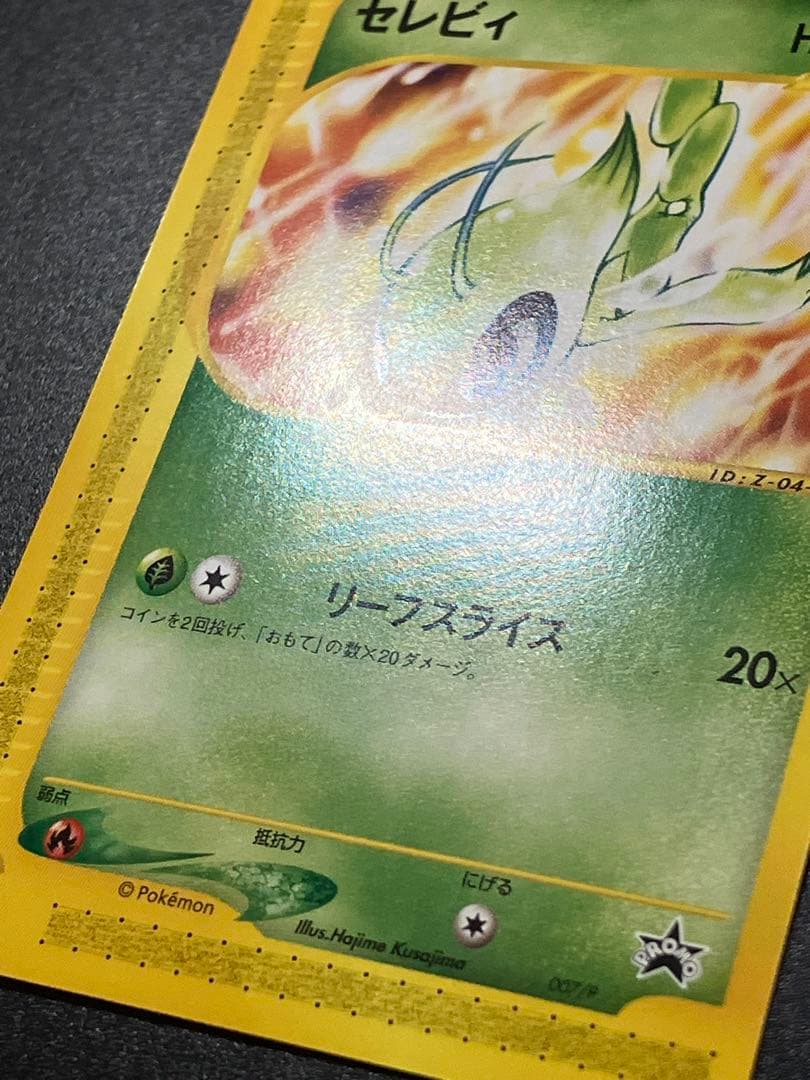 セレビィ
H
ID:Z-04-
リーフスライス
20×
コインを2回投げ、「おもて」の数×20ダメージ。
弱点
抵抗力
にげる
©Pokémon
Illus.Hajime Kusajima
007/P
PROMO